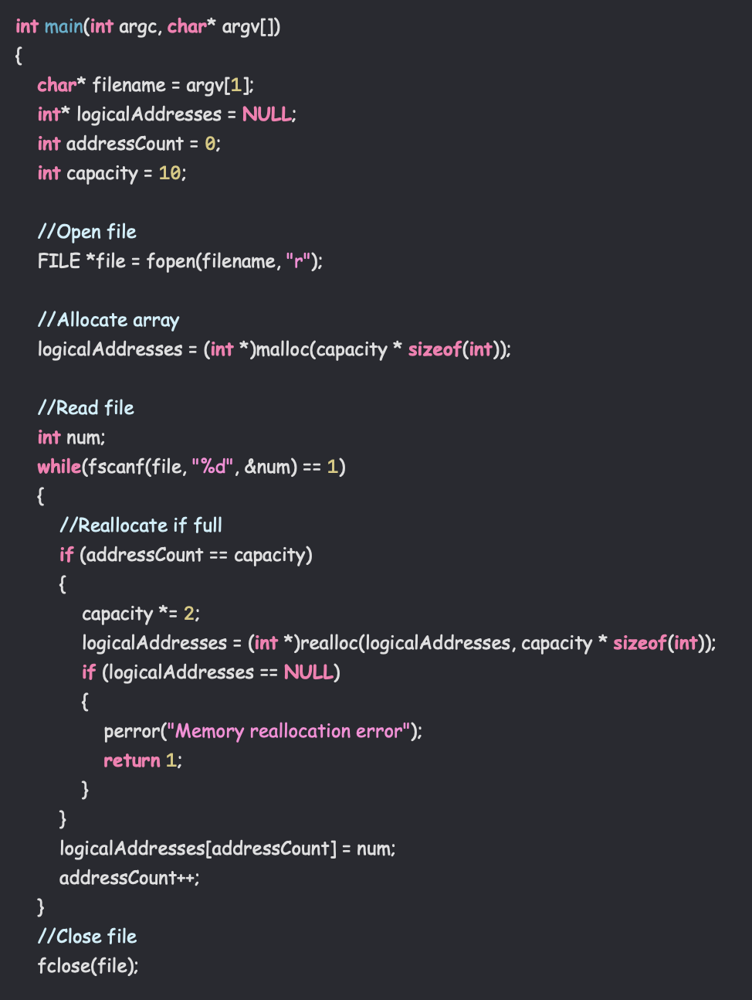 int main(int argc, char* argv[])
{
char* filename = argv[1];
int* logicalAddresses = NULL;
int addressCount = 0;
int capacity = 10;
//Open file
FILE *file = fopen(filename, "r");
//Allocate array
logicalAddresses = (int *)malloc(capacity * sizeof(int));
//Read file
int num;
while(fscanf(file, "%d", &num) == 1)
{
//Reallocate if full
if (addressCount == capacity)
{
capacity *= 2;
logicalAddresses = (int *)realloc(logicalAddresses, capacity * sizeof(int));
if (logicalAddresses == NULL)
{
perror("Memory reallocation error");
return 1;
}
}
logicalAddresses[addressCount] = num;
addressCount++;
}
//Close file
fclose(file);